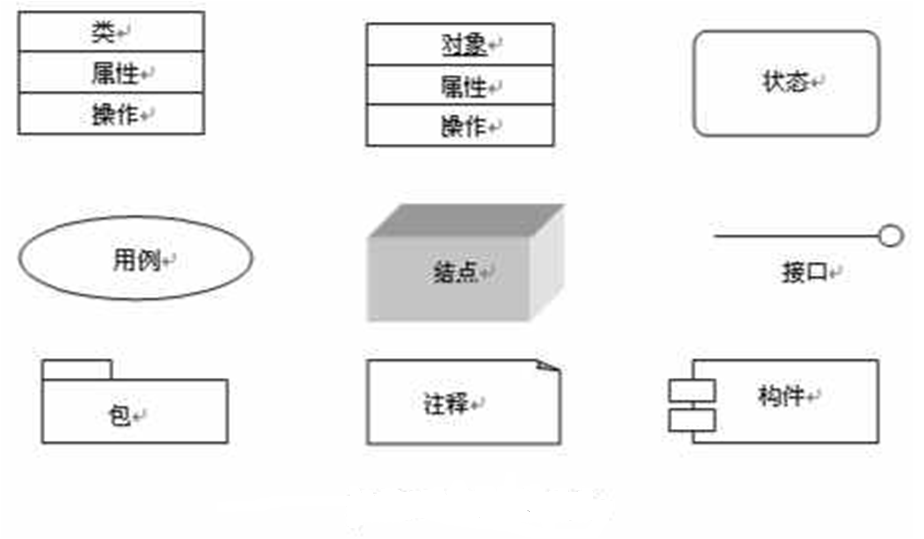 类
属性
操作
对象
属性
操作
状态
用例
结点
接口
包
注释
构件